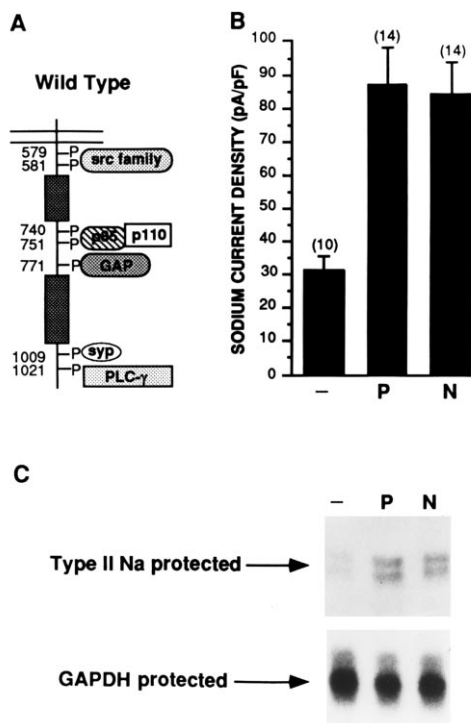 A
Wild Type
579 P
581 P src family
740 P
751 P p85 p110
771 P GAP
1009 P syp
1021 P PLC-γ
B
SODIUM CURRENT DENSITY (pA/pF)
100
90
80
70
60
50
40
30
20
10
0
(10) (14) (14)
– P N
C
– P N
Type II Na protected
GAPDH protected